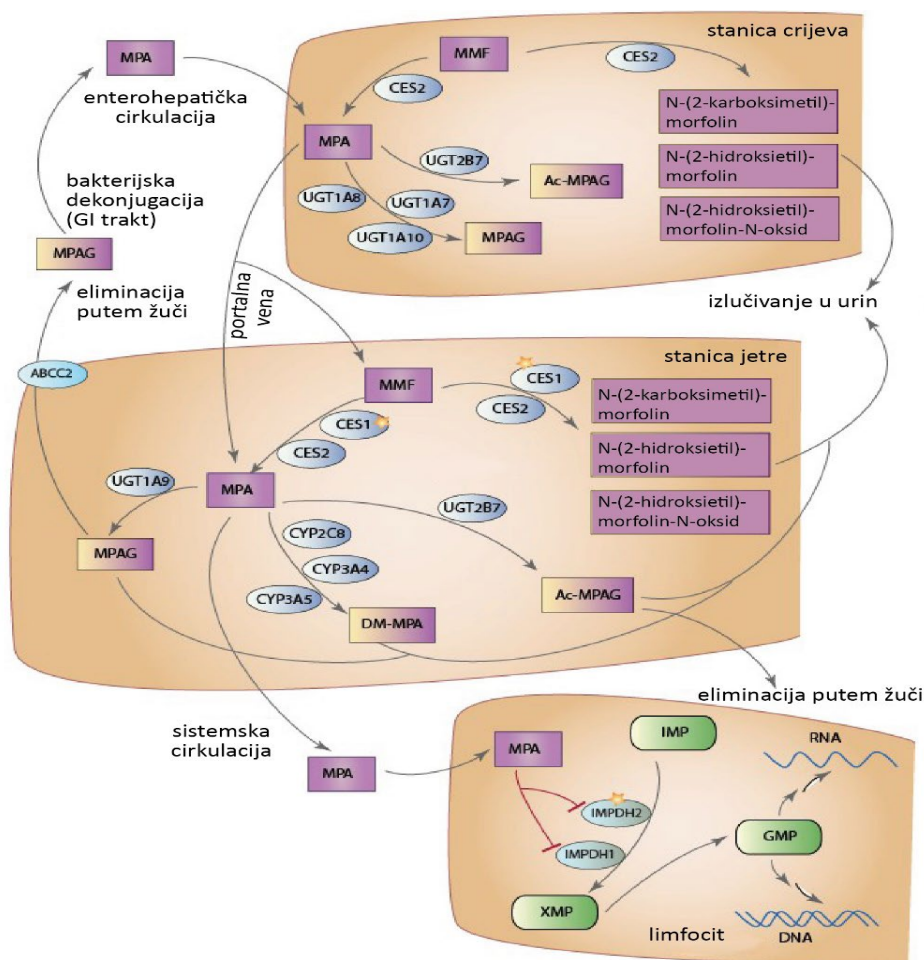 stanica crijeva
MPA
MMF
CES2
CES2
enterohepatička
cirkulacija
N-(2-karboksimetil)-
morfolin
MPA
UGT2B7
N-(2-hidroksietil)-
morfolin
bakterijska
dekonjugacija
(GI trakt)
Ac-MPAG
UGT1A8
UGT1A7
N-(2-hidroksietil)-
morfolin-N-oksid
UGT1A10
MPAG
MPAG
eliminacija
putem žuči
portalna
vena
izlučivanje u urin
stanica jetre
ABCC2
MMF
CES1
CES2
N-(2-karboksimetil)-
morfolin
CES1
CES2
N-(2-hidroksietil)-
morfolin
UGT1A9
MPA
UGT2B7
N-(2-hidroksietil)-
morfolin-N-oksid
CYP2C8
MPAG
CYP3A4
CYP3A5
Ac-MPAG
DM-MPA
eliminacija putem žuči
sistemska
cirkulacija
MPA
MPA
IMP
RNA
IMPDH2
GMP
IMPDH1
XMP
limfocit
DNA